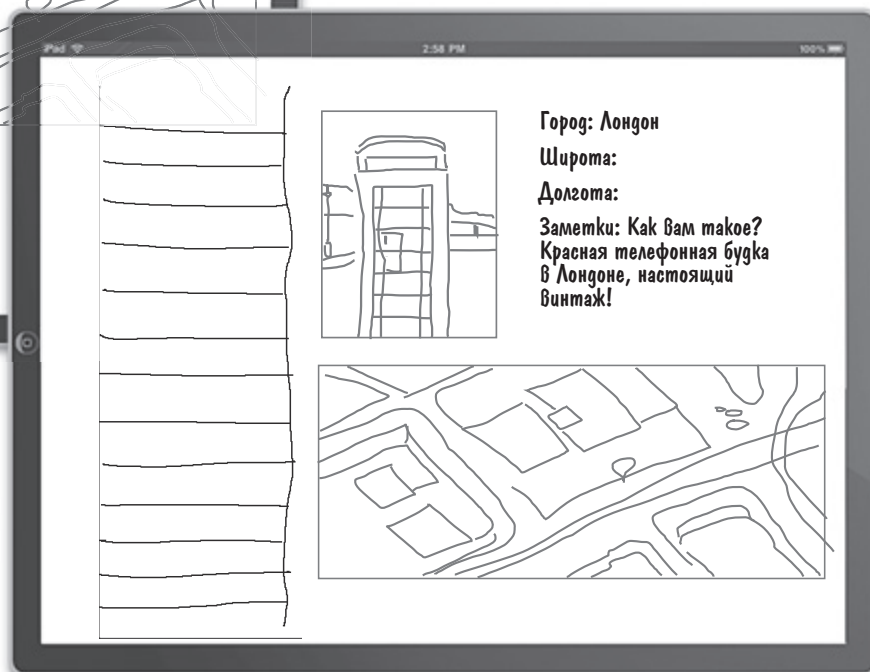 iPad
2:58 PM
100%
Город: Лондон
Широта:
Долгота:
Заметки: Как вам такое?
Красная телефонная будка
в Лондоне, настоящий
винтаж!